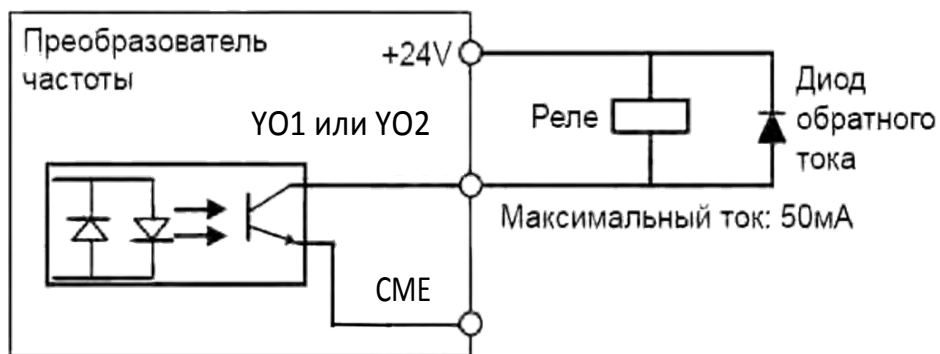 Преобразователь
частоты
+24V
YO1 или YO2
Реле
Диод
обратного
тока
Максимальный ток: 50мА
CME